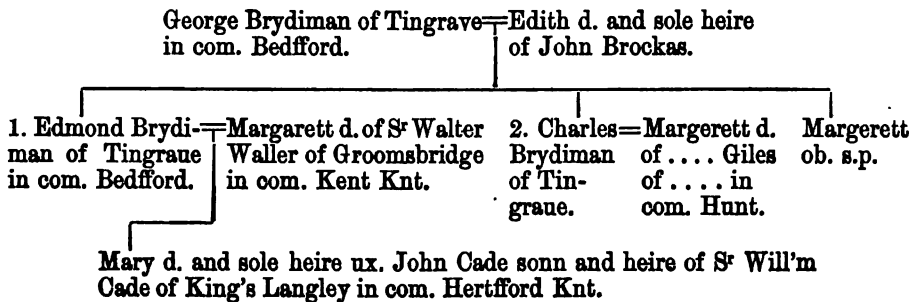 George Brydiman of Tingrave=Edith d. and sole heire
in com. Bedfford. of John Brockas.
1. Edmond Brydi-=Margarett d. of Sr Walter
man of Tingraue Waller of Groomsbridge
in com. Bedfford. in com. Kent Knt.
2. Charles=Margerett d.
Brydiman of .... Giles
of Tin- of .... in
graue. com. Hunt.
Margerett
ob. s.p.
Mary d. and sole heire ux. John Cade sonn and heire of Sr Will'm
Cade of King's Langley in com. Hertfford Knt.